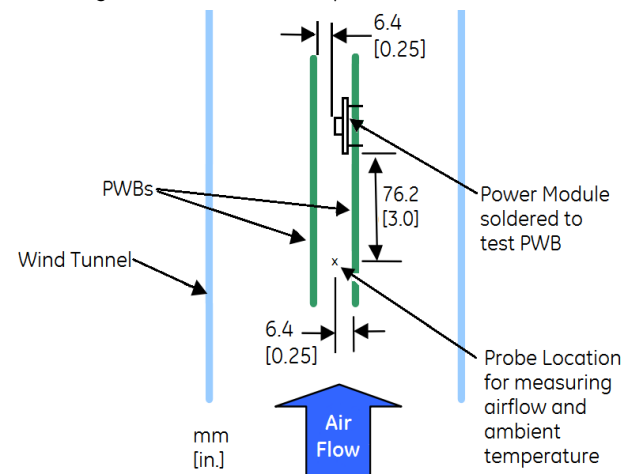 6.4
[0.25]
PWBs
76.2
[3.0]
Power Module
soldered to
test PWB
Wind Tunnel
x
6.4
[0.25]
Probe Location
for measuring
airflow and
ambient
temperature
Air
Flow
mm
[in.]